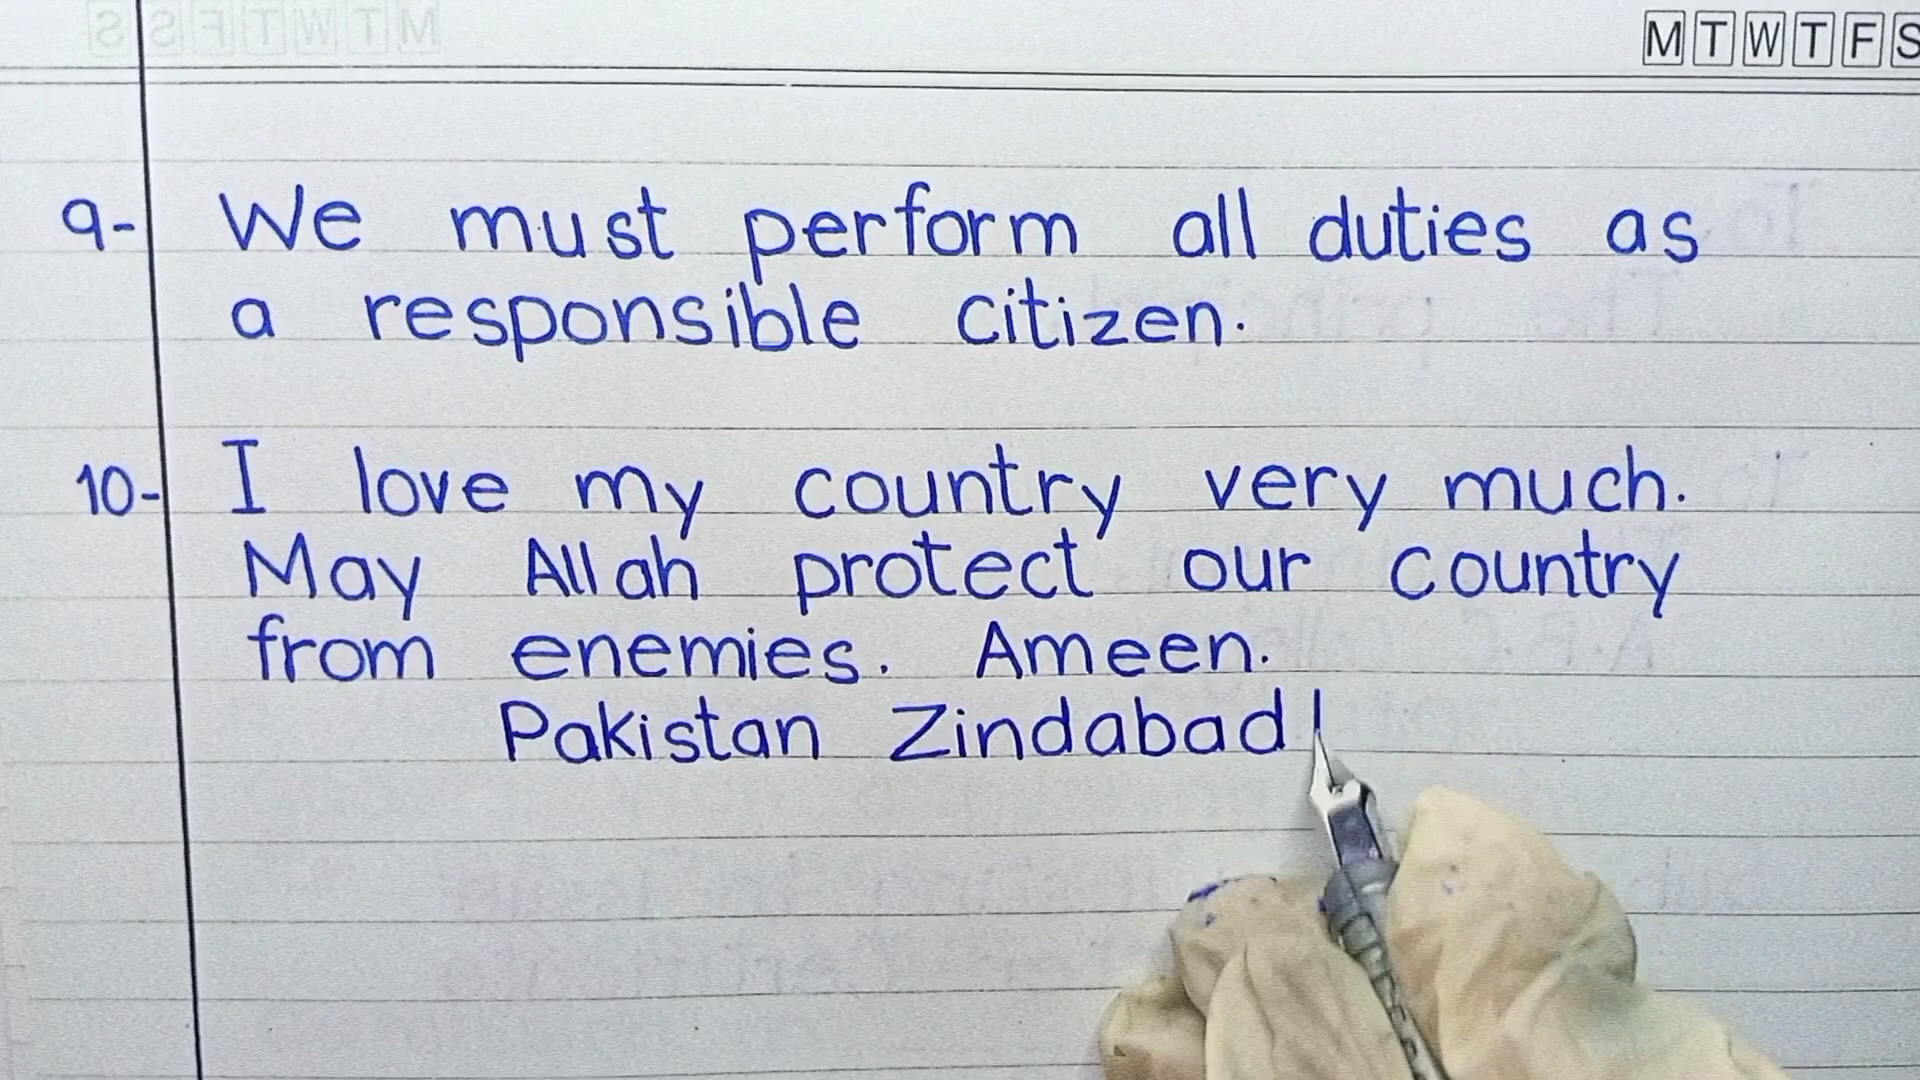 M T W T F S
9- We must perform all duties as
a responsible citizen.
10- I love my country very much.
May Allah protect our country
from enemies. Ameen.
Pakistan Zindabad!